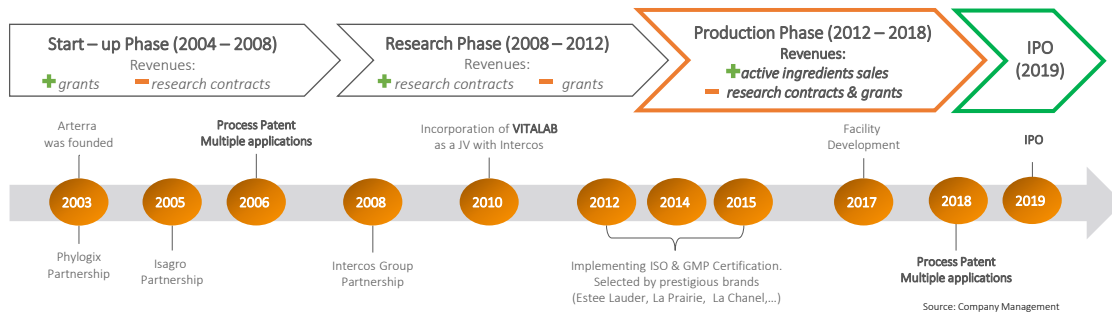 Start – up Phase (2004 – 2008)
Revenues:
+ grants − research contracts
Research Phase (2008 – 2012)
Revenues:
+ research contracts − grants
Production Phase (2012 – 2018)
Revenues:
+ active ingredients sales
− research contracts & grants
IPO
(2019)
Arterra
was founded
Process Patent
Multiple applications
Incorporation of VITALAB
as a JV with Intercos
Facility
Development
IPO
2003
2005
2006
2008
2010
2012
2014
2015
2017
2018
2019
Phylogix
Partnership
Isagro
Partnership
Intercos Group
Partnership
Implementing ISO & GMP Certification.
Selected by prestigious brands
(Estee Lauder, La Prairie, La Chanel,...)
Process Patent
Multiple applications
Source: Company Management